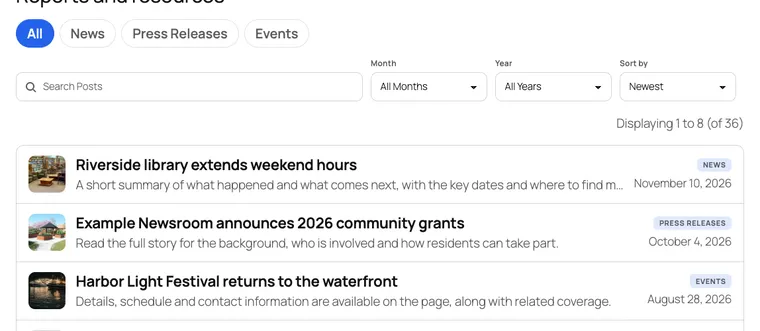 Reports and resources
All News Press Releases Events
Month Year Sort by
Search Posts All Months All Years Newest
Displaying 1 to 8 (of 36)
Riverside library extends weekend hours NEWS
A short summary of what happened and what comes next, with the key dates and where to find m... November 10, 2026
Example Newsroom announces 2026 community grants PRESS RELEASES
Read the full story for the background, who is involved and how residents can take part. October 4, 2026
Harbor Light Festival returns to the waterfront EVENTS
Details, schedule and contact information are available on the page, along with related coverage. August 28, 2026